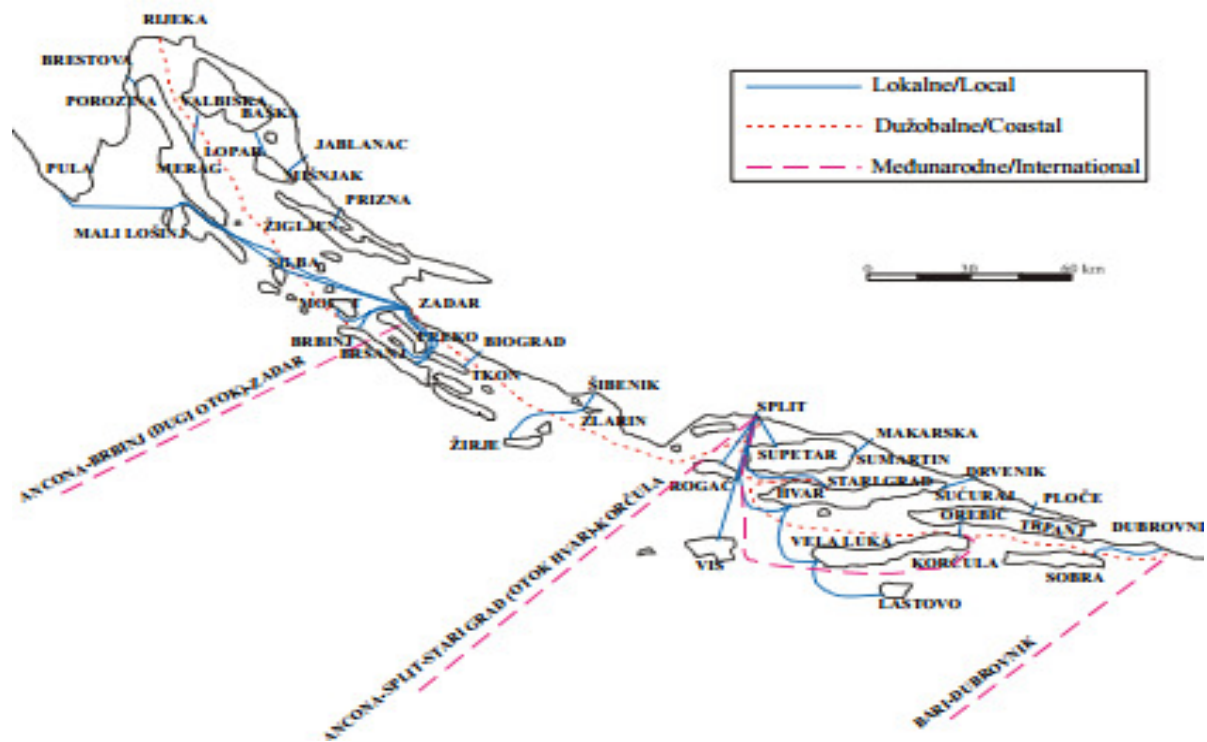 RIJEKA
BRESTOVA
POROZINA
VALBISKA
BAŠKA
LOPAR
JABLANAC
PULA
MERAG
MIŠNJAK
PRIZNA
MALI LOŠINJ
ŽIGLJEN
SILBA
ZADAR
BRBINJ
PREKO
BIOGRAD
BRŠANJ
TKON
ŠIBENIK
ZLARIN
ŽIRJE
SPLIT
MAKARSKA
SUPETAR
SUMARTIN
ROGAČ
STARI GRAD
DRVENIK
HVAR
SUĆURAJ
PLOČE
OREBIĆ
TRPANJ
DUBROVNI
VELA LUKA
VIS
KORČULA
SOBRA
LASTOVO
Lokalne/Local
Dužobalne/Coastal
Međunarodne/International
0 30 60 km
ANCONA-BRBINJ (DUGI OTOK)-ZADAR
ANCONA-SPLIT-STARI GRAD (OTOK HVAR)-KORČULA
BARI-DUBROVNIK